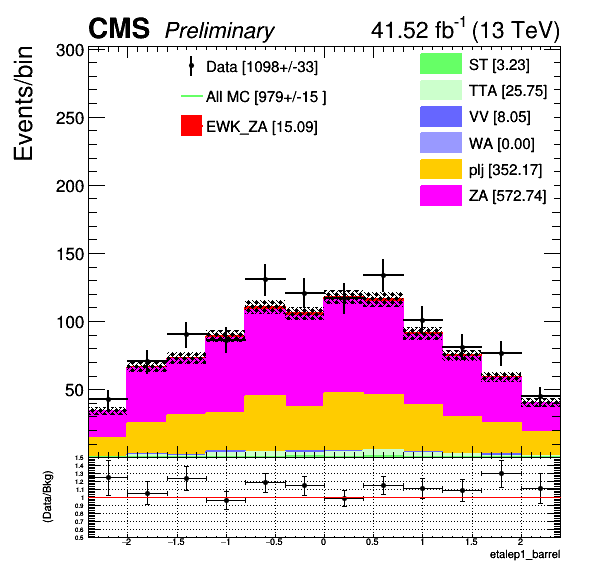 CMS Preliminary 41.52 fb⁻¹ (13 TeV)
Events/bin
300
250
200
150
100
50
Data [1098+/-33]
All MC [979+/-15 ]
EWK_ZA [15.09]
ST [3.23]
TTA [25.75]
VV [8.05]
WA [0.00]
plj [352.17]
ZA [572.74]
(Data/Bkg)
1.5
1.4
1.3
1.2
1.1
1
0.9
0.8
0.7
0.6
0.5
−2 −1.5 −1 −0.5 0 0.5 1 1.5 2
etalep1_barrel